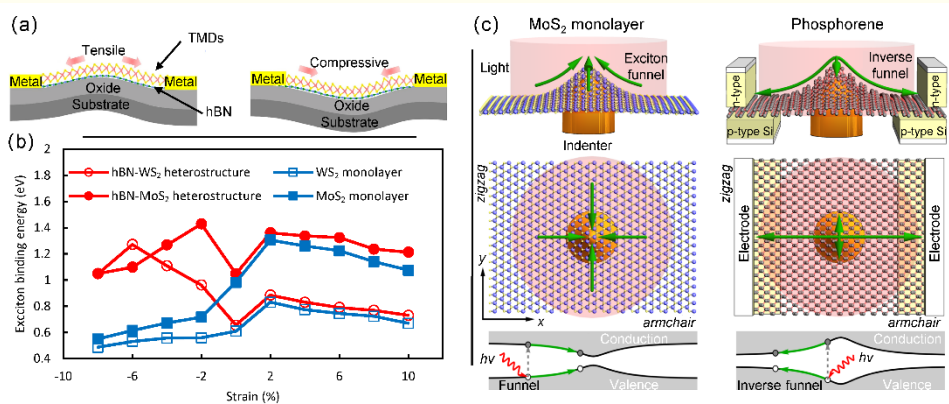 (a)
Tensile
TMDs
Metal
Metal
Oxide
Substrate
hBN
Compressive
Metal
Metal
Oxide
Substrate
(b)
Exciton binding energy (eV)
2
1.8
1.6
1.4
1.2
1
0.8
0.6
0.4
hBN-WS₂ heterostructure
WS₂ monolayer
hBN-MoS₂ heterostructure
MoS₂ monolayer
-10
-6
-2
2
6
10
Strain (%)
(c)
MoS₂ monolayer
Light
Exciton
funnel
Indenter
zigzag
y
x
armchair
Conduction
hν
Funnel
Valence
Phosphorene
Inverse
funnel
n-type
n-type
p-type Si
p-type Si
zigzag
Electrode
Electrode
armchair
Conduction
hν
Inverse funnel
Valence